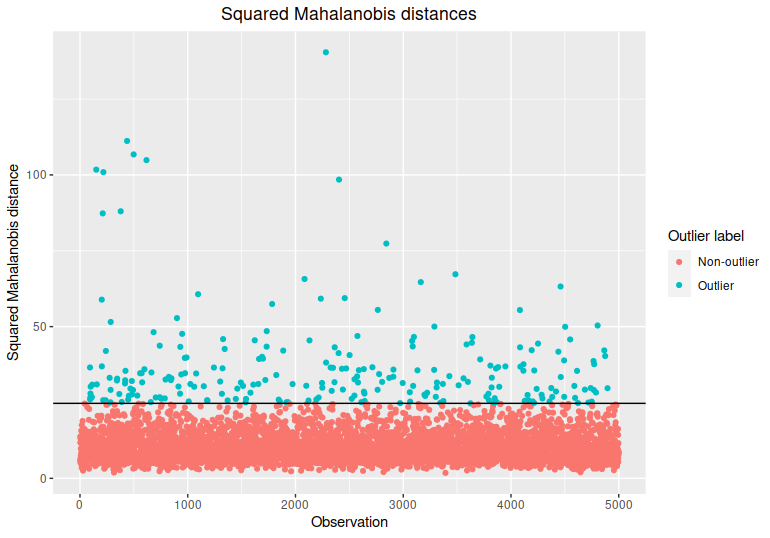 Squared Mahalanobis distances
Squared Mahalanobis distance
100
50
0
0 1000 2000 3000 4000 5000
Observation
Outlier label
Non-outlier
Outlier